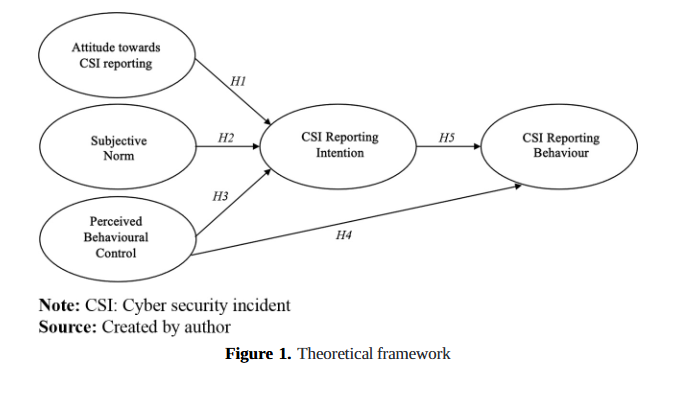 Attitude towards
CSI reporting
H1
Subjective
Norm
H2
CSI Reporting
Intention
H5
CSI Reporting
Behaviour
H3
Perceived
Behavioural
Control
H4
Note: CSI: Cyber security incident
Source: Created by author
Figure 1. Theoretical framework